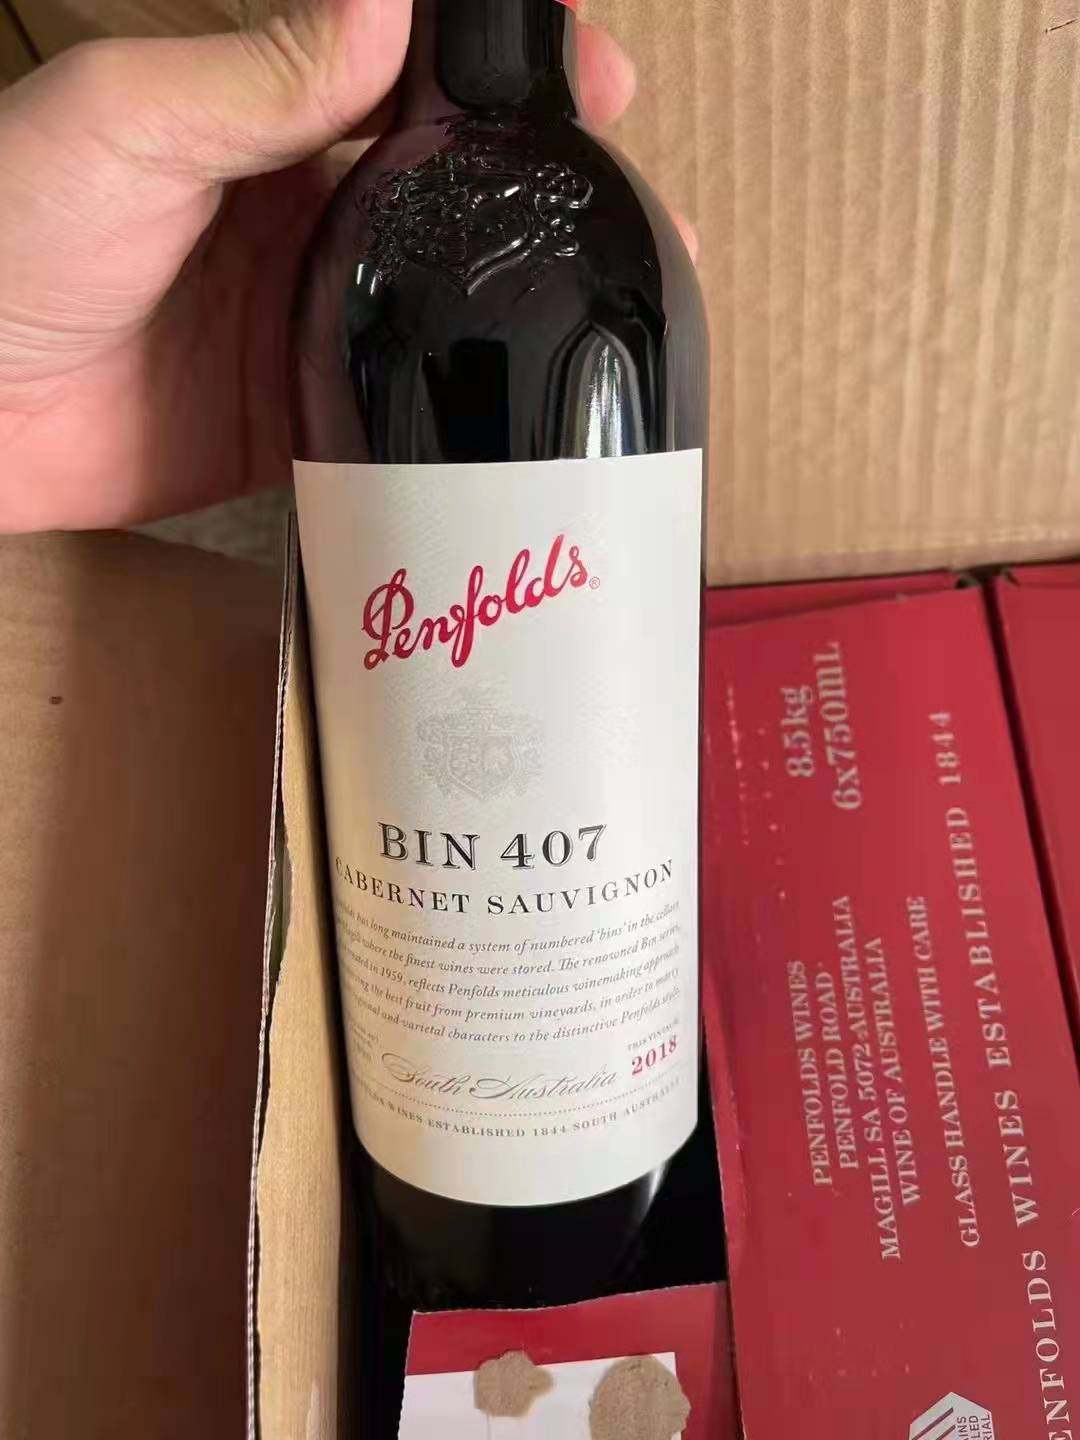 Penfolds®
BIN 407
CABERNET SAUVIGNON
has long maintained a system of numbered 'bins' in the cellars
where the finest wines were stored. The renowned Bin series,
in 1959, reflects Penfolds meticulous winemaking approach
the best fruit from premium vineyards, in order to marry
and varietal characters to the distinctive Penfolds style.
THIS VINTAGE
2018
South Australia
WINES ESTABLISHED 1844 SOUTH AUSTRALIA
8.5kg
6x750mL
PENFOLDS WINES
PENFOLD ROAD
MAGILL SA 5072 AUSTRALIA
WINE OF AUSTRALIA
GLASS HANDLE WITH CARE
ENFOLDS WINES ESTABLISHED 1844